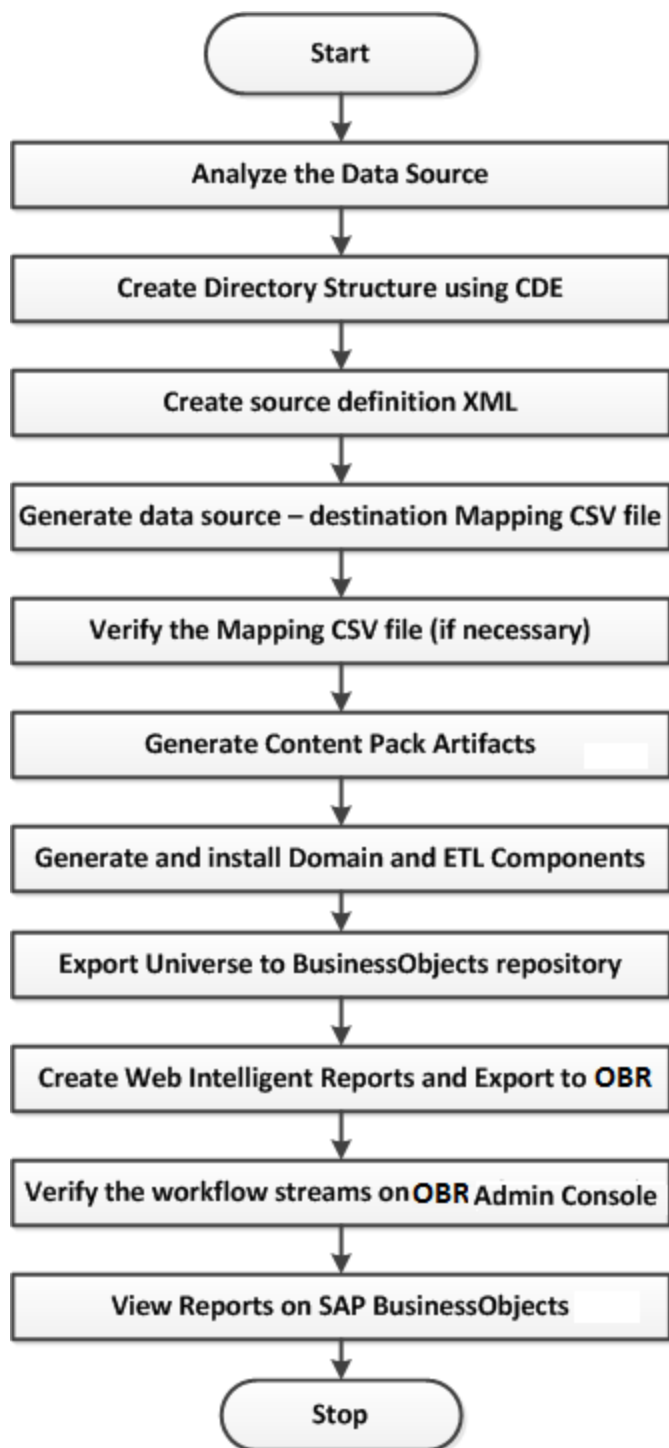 Start
Analyze the Data Source
Create Directory Structure using CDE
Create source definition XML
Generate data source – destination Mapping CSV file
Verify the Mapping CSV file (if necessary)
Generate Content Pack Artifacts
Generate and install Domain and ETL Components
Export Universe to BusinessObjects repository
Create Web Intelligent Reports and Export to OBR
Verify the workflow streams on OBR Admin Console
View Reports on SAP BusinessObjects
Stop